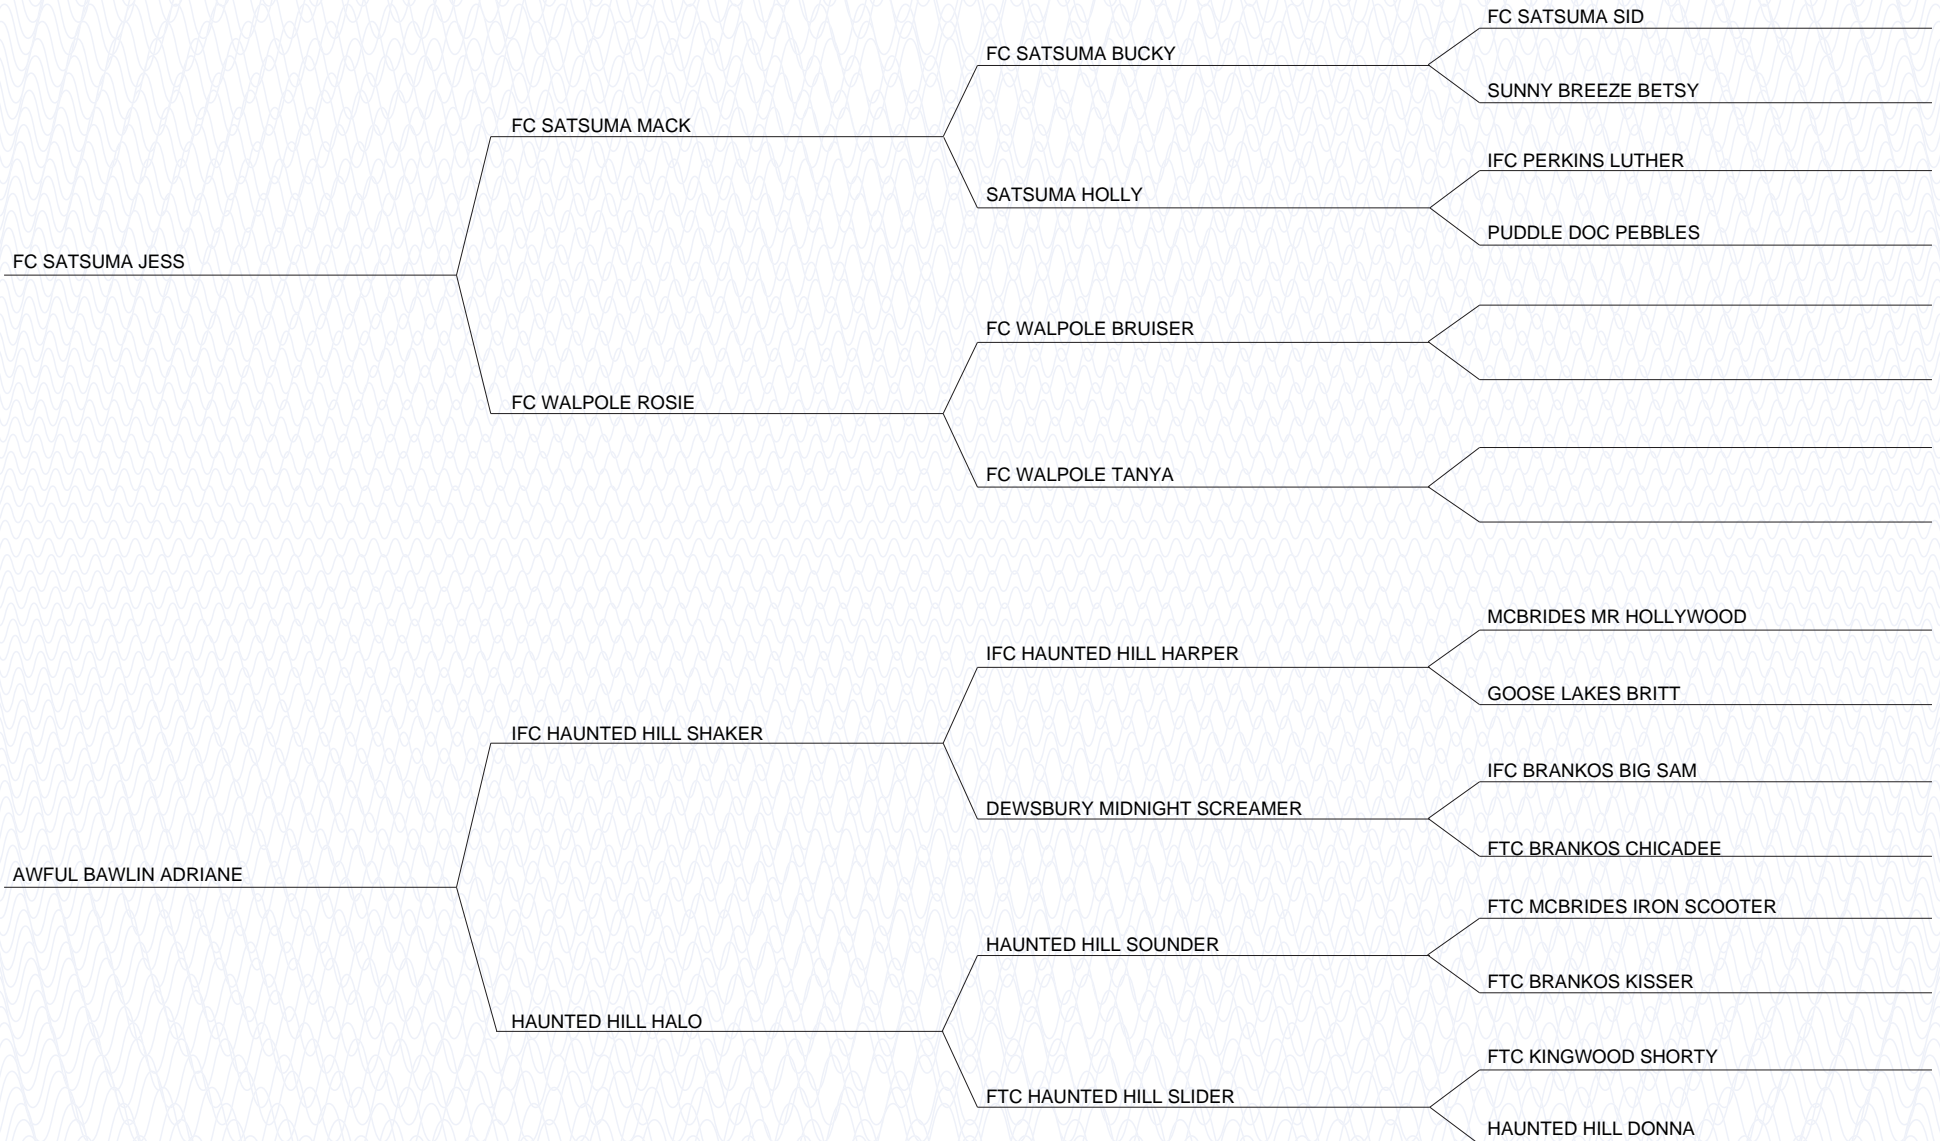 FC SATSUMA SID
FC SATSUMA BUCKY
SUNNY BREEZE BETSY
FC SATSUMA MACK
IFC PERKINS LUTHER
SATSUMA HOLLY
PUDDLE DOC PEBBLES
FC SATSUMA JESS
FC WALPOLE BRUISER
FC WALPOLE ROSIE
FC WALPOLE TANYA
MCBRIDES MR HOLLYWOOD
IFC HAUNTED HILL HARPER
GOOSE LAKES BRITT
IFC HAUNTED HILL SHAKER
IFC BRANKOS BIG SAM
DEWSBURY MIDNIGHT SCREAMER
FTC BRANKOS CHICADEE
AWFUL BAWLIN ADRIANE
FTC MCBRIDES IRON SCOOTER
HAUNTED HILL SOUNDER
FTC BRANKOS KISSER
HAUNTED HILL HALO
FTC KINGWOOD SHORTY
FTC HAUNTED HILL SLIDER
HAUNTED HILL DONNA